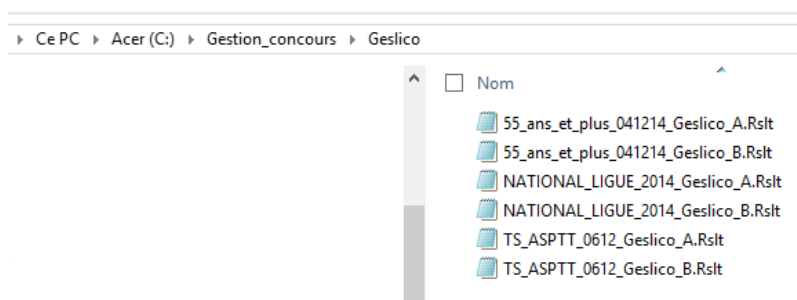 Ce PC Acer (C:) Gestion_concours Geslico
Nom
55_ans_et_plus_041214_Geslico_A.Rslt
55_ans_et_plus_041214_Geslico_B.Rslt
NATIONAL_LIGUE_2014_Geslico_A.Rslt
NATIONAL_LIGUE_2014_Geslico_B.Rslt
TS_ASPTT_0612_Geslico_A.Rslt
TS_ASPTT_0612_Geslico_B.Rslt